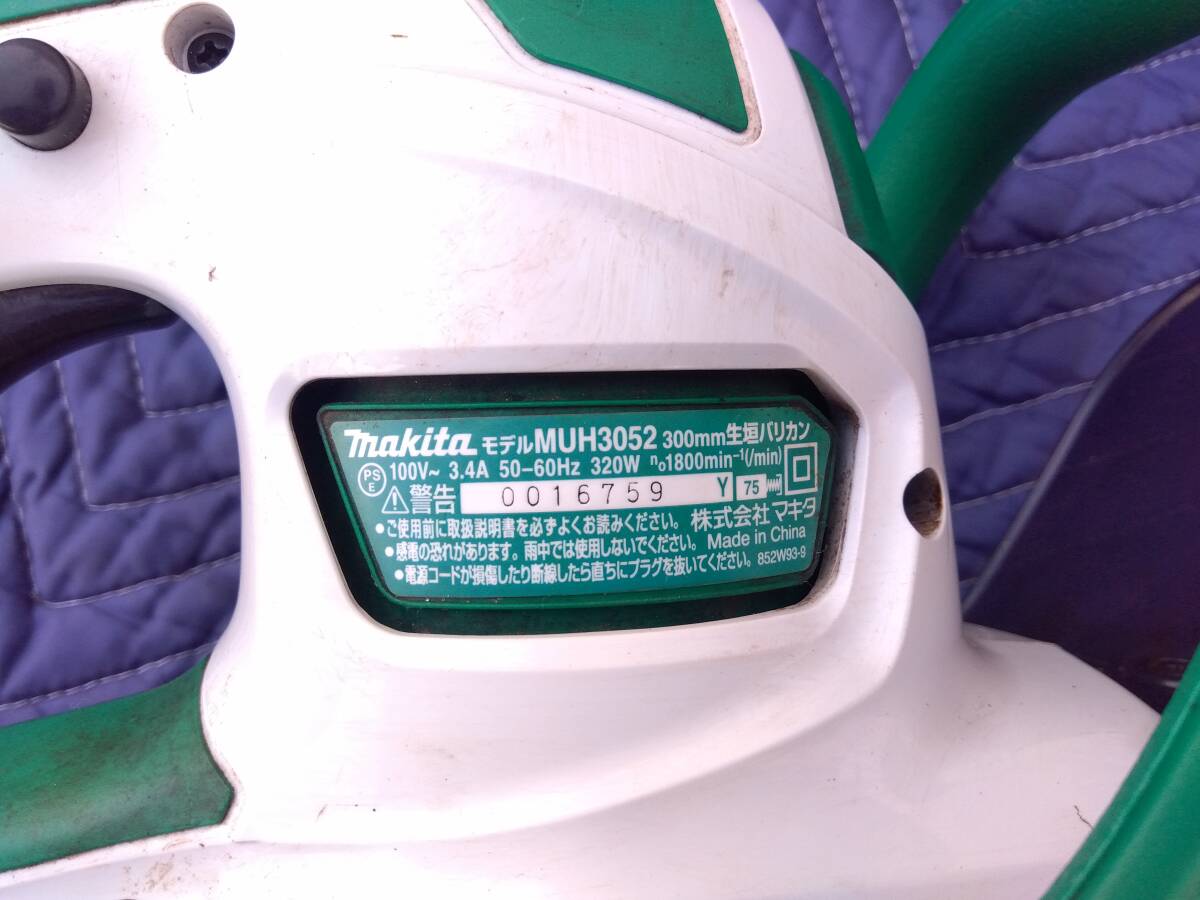 makita モデルMUH3052 300mm生垣バリカン
PSE 100V~ 3.4A 50-60Hz 320W n₀1800min⁻¹(/min)
警告 0016759 Y 75
●ご使用前に取扱説明書を必ずよくお読みください。 株式会社マキタ
●感電の恐れがあります。雨中では使用しないでください。 Made in China
●電源コードが損傷したり断線したら直ちにプラグを抜いてください。 852W93-9